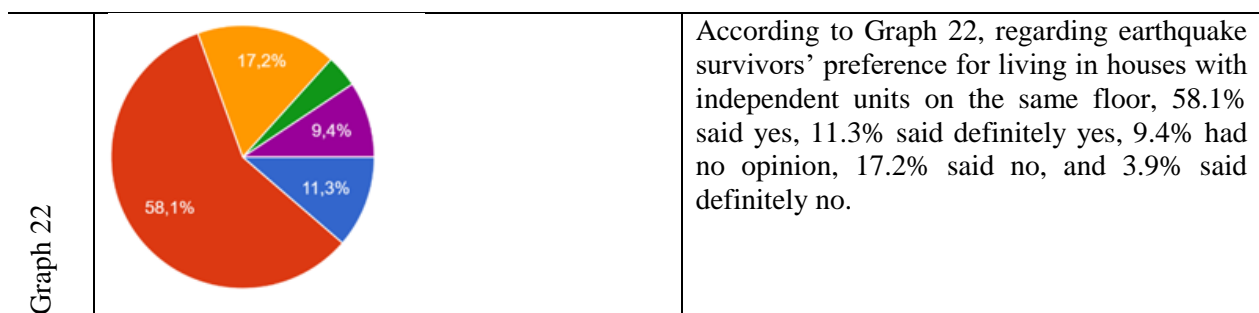 Graph 22
17,2%
9,4%
11,3%
58,1%
According to Graph 22, regarding earthquake
survivors’ preference for living in houses with
independent units on the same floor, 58.1%
said yes, 11.3% said definitely yes, 9.4% had
no opinion, 17.2% said no, and 3.9% said
definitely no.